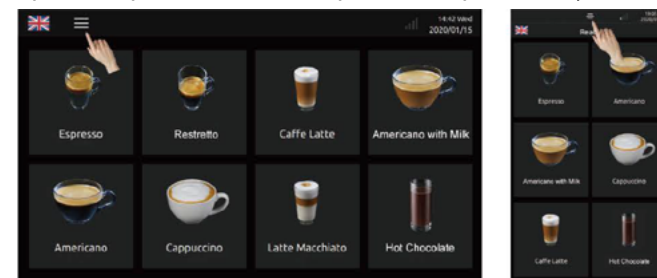 14:42 Wed
2020/01/15
Espresso
Restretto
Caffe Latte
Americano with Milk
Americano
Cappuccino
Latte Macchiato
Hot Chocolate
Espresso
Americano
Americano with Milk
Cappuccino
Caffe Latte
Hot Chocolate